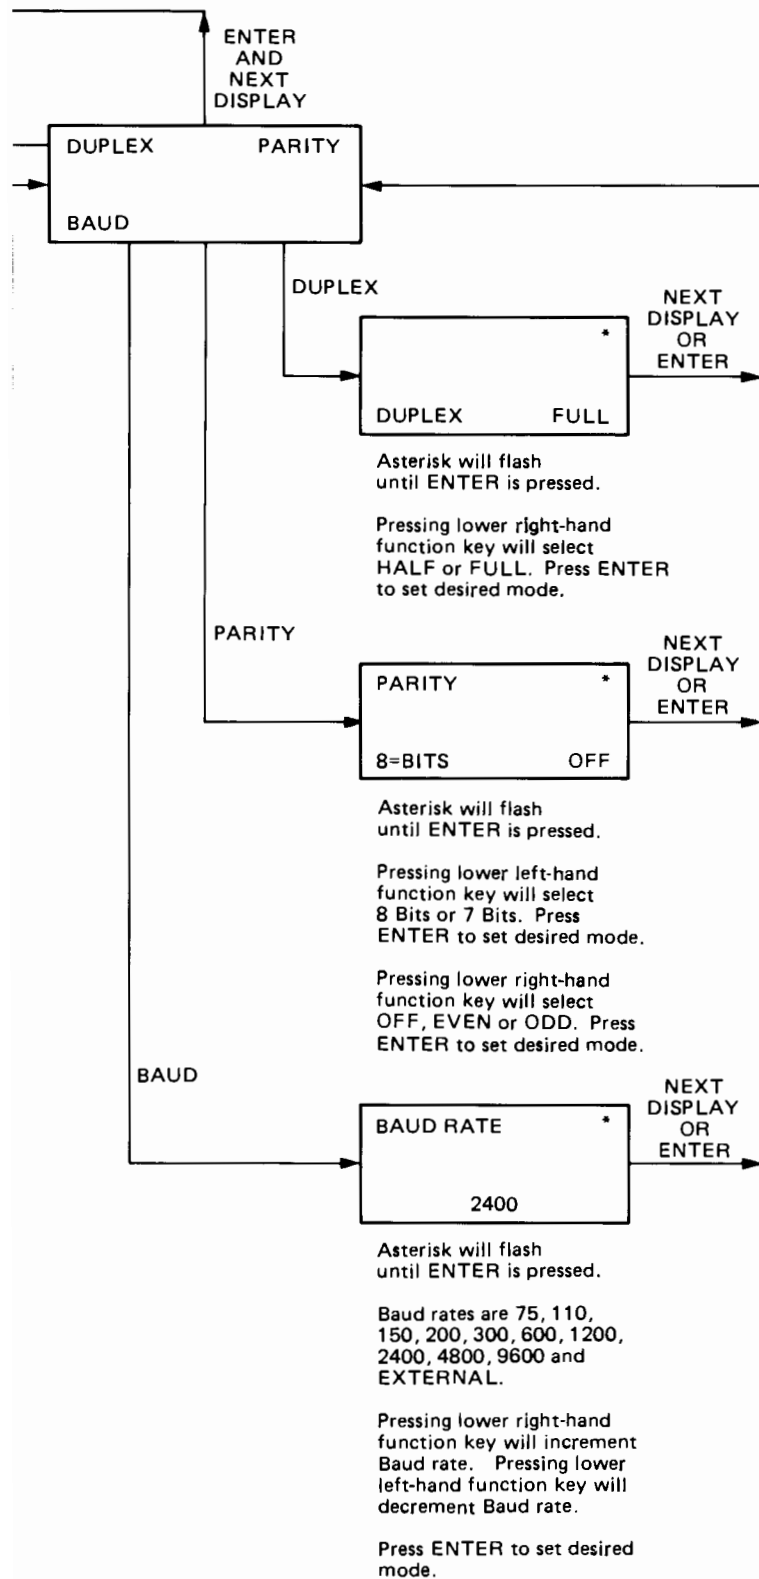 ENTER
AND
NEXT
DISPLAY
DUPLEX PARITY
BAUD
DUPLEX
NEXT
DISPLAY
OR
ENTER
*
DUPLEX FULL
Asterisk will flash
until ENTER is pressed.
Pressing lower right-hand
function key will select
HALF or FULL. Press ENTER
to set desired mode.
PARITY
NEXT
DISPLAY
OR
ENTER
PARITY *
8=BITS OFF
Asterisk will flash
until ENTER is pressed.
Pressing lower left-hand
function key will select
8 Bits or 7 Bits. Press
ENTER to set desired mode.
Pressing lower right-hand
function key will select
OFF, EVEN or ODD. Press
ENTER to set desired mode.
BAUD
NEXT
DISPLAY
OR
ENTER
BAUD RATE *
2400
Asterisk will flash
until ENTER is pressed.
Baud rates are 75, 110,
150, 200, 300, 600, 1200,
2400, 4800, 9600 and
EXTERNAL.
Pressing lower right-hand
function key will increment
Baud rate. Pressing lower
left-hand function key will
decrement Baud rate.
Press ENTER to set desired
mode.